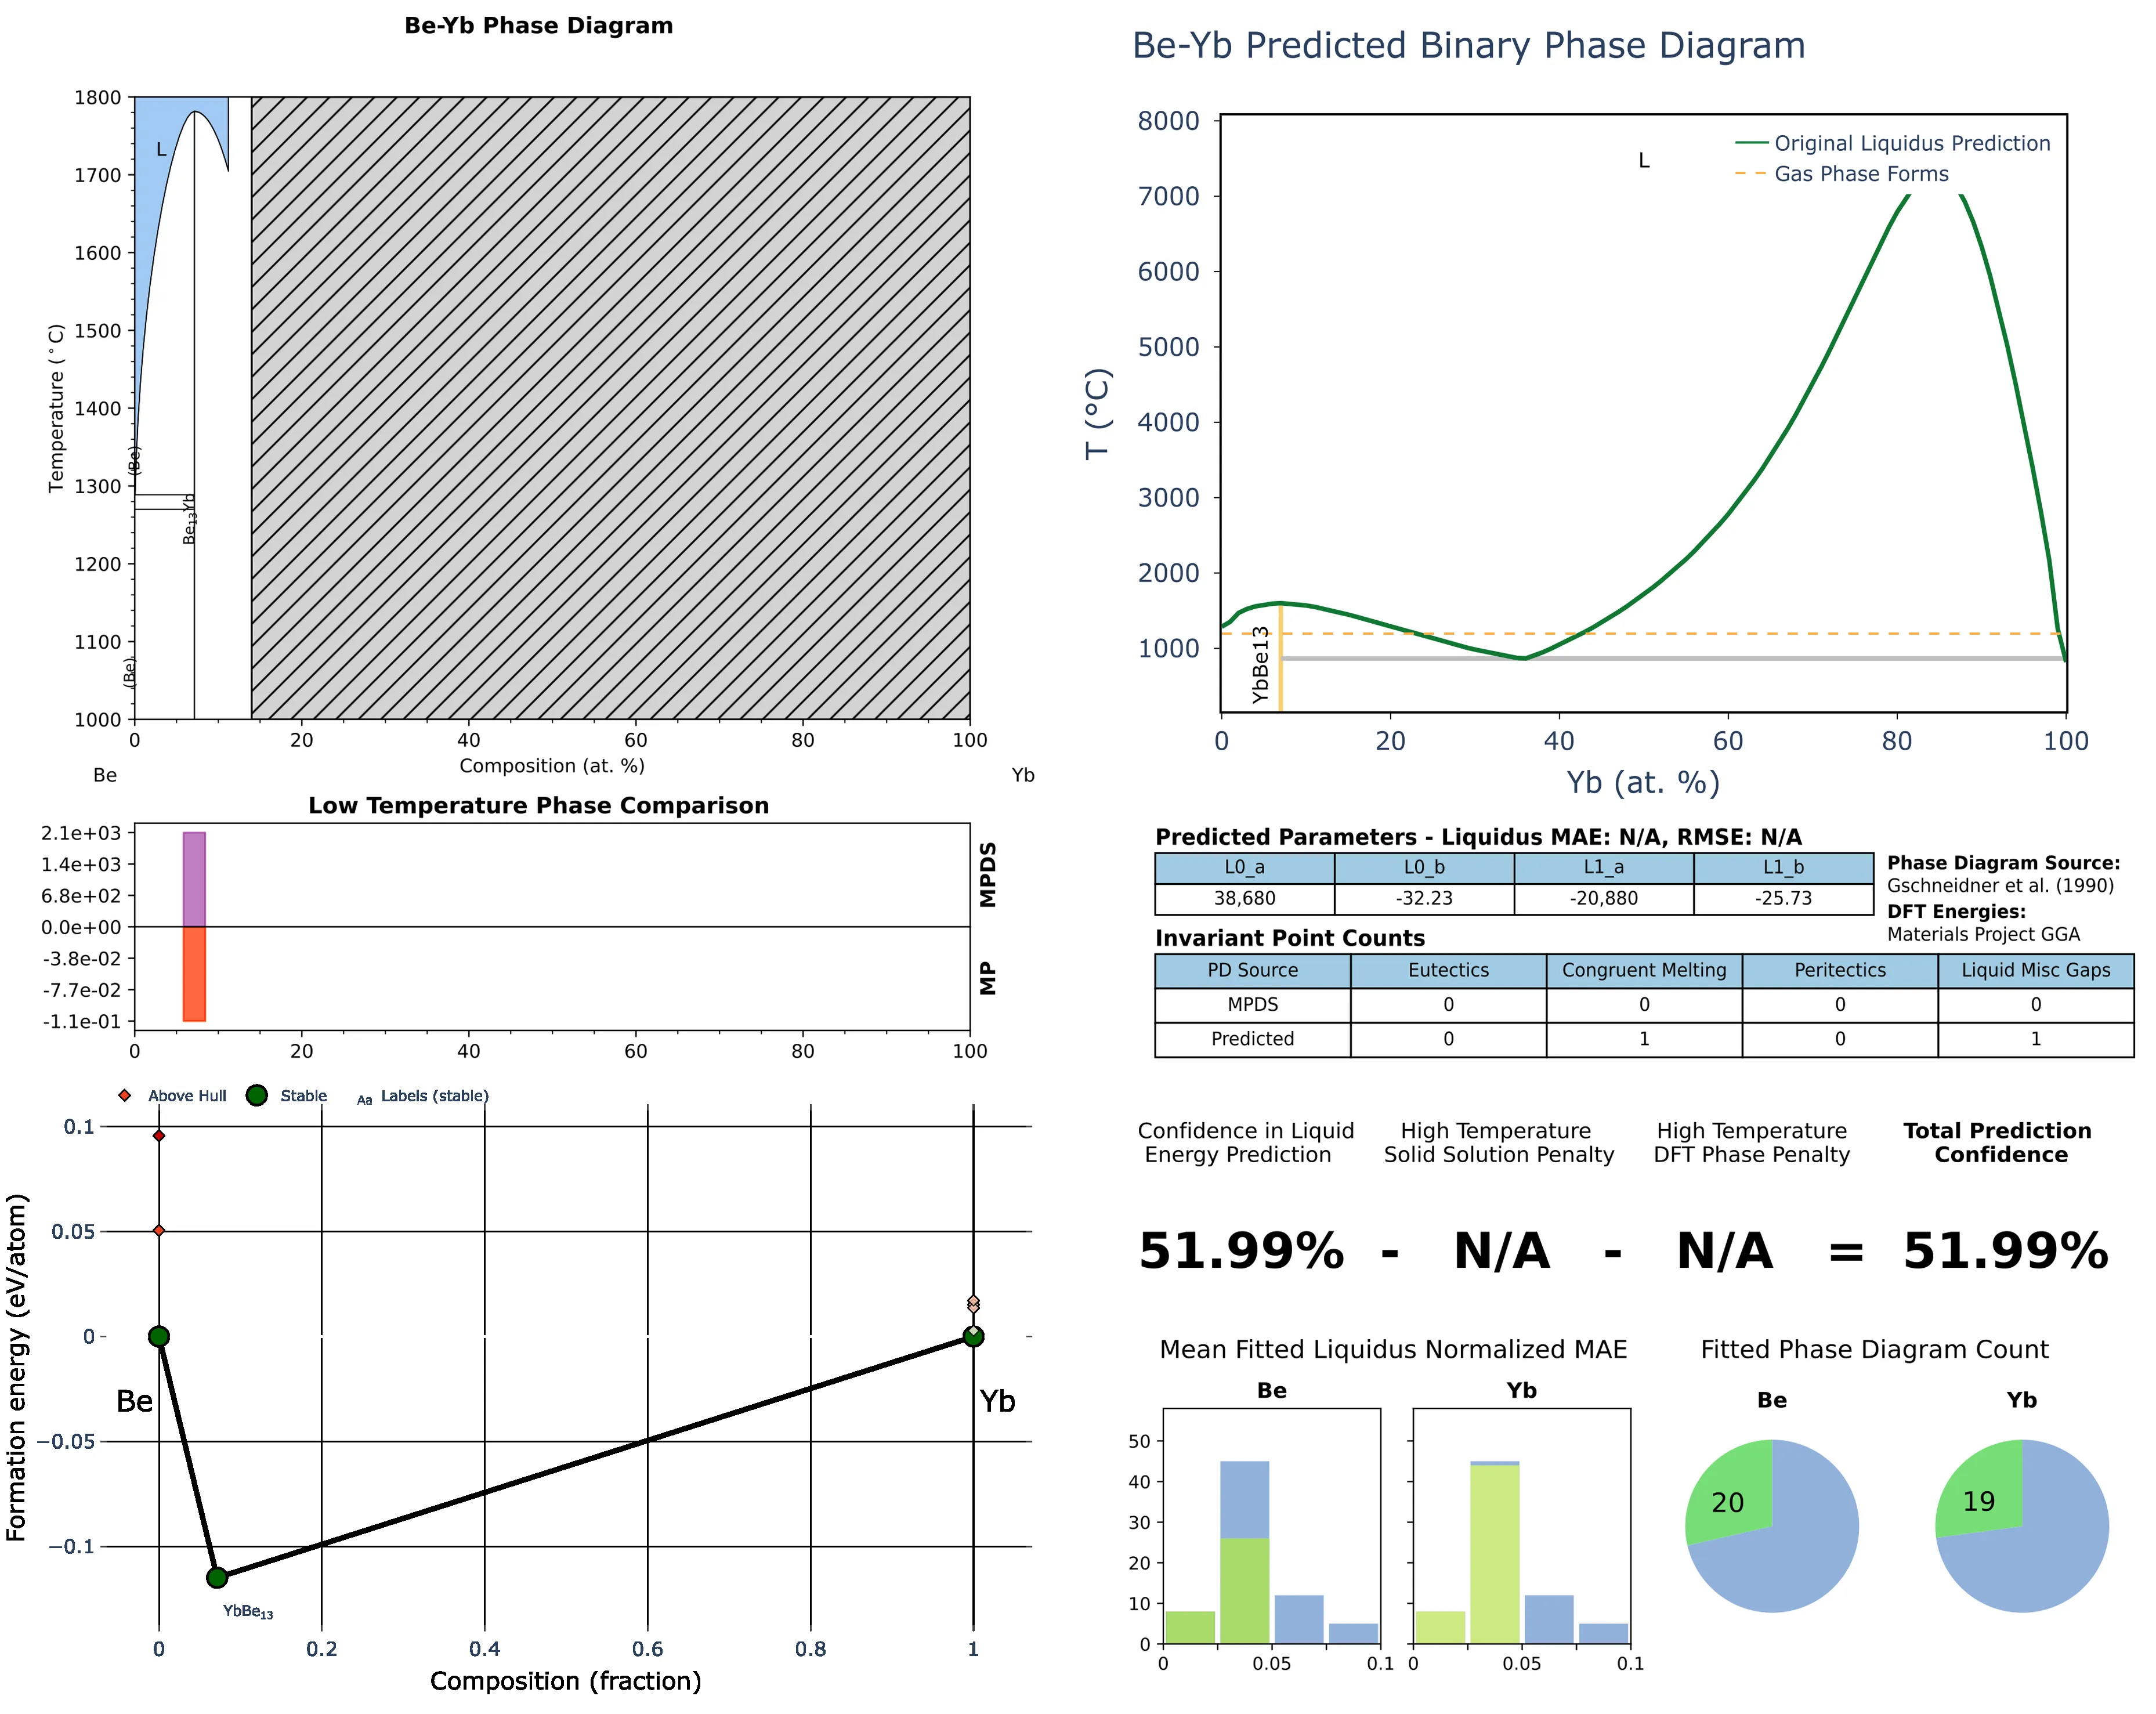 Be-Yb Phase Diagram
1800
1700
1600
1500
1400
1300
1200
1100
1000
Temperature (°C)
L
(Be)
(Be)
Be13Yb
0 20 40 60 80 100
Composition (at. %)
Be
Yb
Be-Yb Predicted Binary Phase Diagram
8000
7000
6000
5000
4000
3000
2000
1000
T (°C)
L
Original Liquidus Prediction
Gas Phase Forms
YbBe13
0 20 40 60 80 100
Yb (at. %)
Low Temperature Phase Comparison
2.1e+03
1.4e+03
6.8e+02
0.0e+00
-3.8e-02
-7.7e-02
-1.1e-01
MPDS
MP
0 20 40 60 80 100
Predicted Parameters - Liquidus MAE: N/A, RMSE: N/A
L0_a L0_b L1_a L1_b
38,680 -32.23 -20,880 -25.73
Phase Diagram Source:
Gschneidner et al. (1990)
DFT Energies:
Materials Project GGA
Invariant Point Counts
PD Source Eutectics Congruent Melting Peritectics Liquid Misc Gaps
MPDS 0 0 0 0
Predicted 0 1 0 1
Above Hull Stable Aa Labels (stable)
0.1
0.05
0
−0.05
−0.1
Formation energy (eV/atom)
Be
Yb
YbBe13
0 0.2 0.4 0.6 0.8 1
Composition (fraction)
Confidence in Liquid
Energy Prediction
High Temperature
Solid Solution Penalty
High Temperature
DFT Phase Penalty
Total Prediction
Confidence
51.99% - N/A - N/A = 51.99%
Mean Fitted Liquidus Normalized MAE
Be
Yb
50
40
30
20
10
0
0 0.05 0.1
0 0.05 0.1
Fitted Phase Diagram Count
Be
Yb
20
19